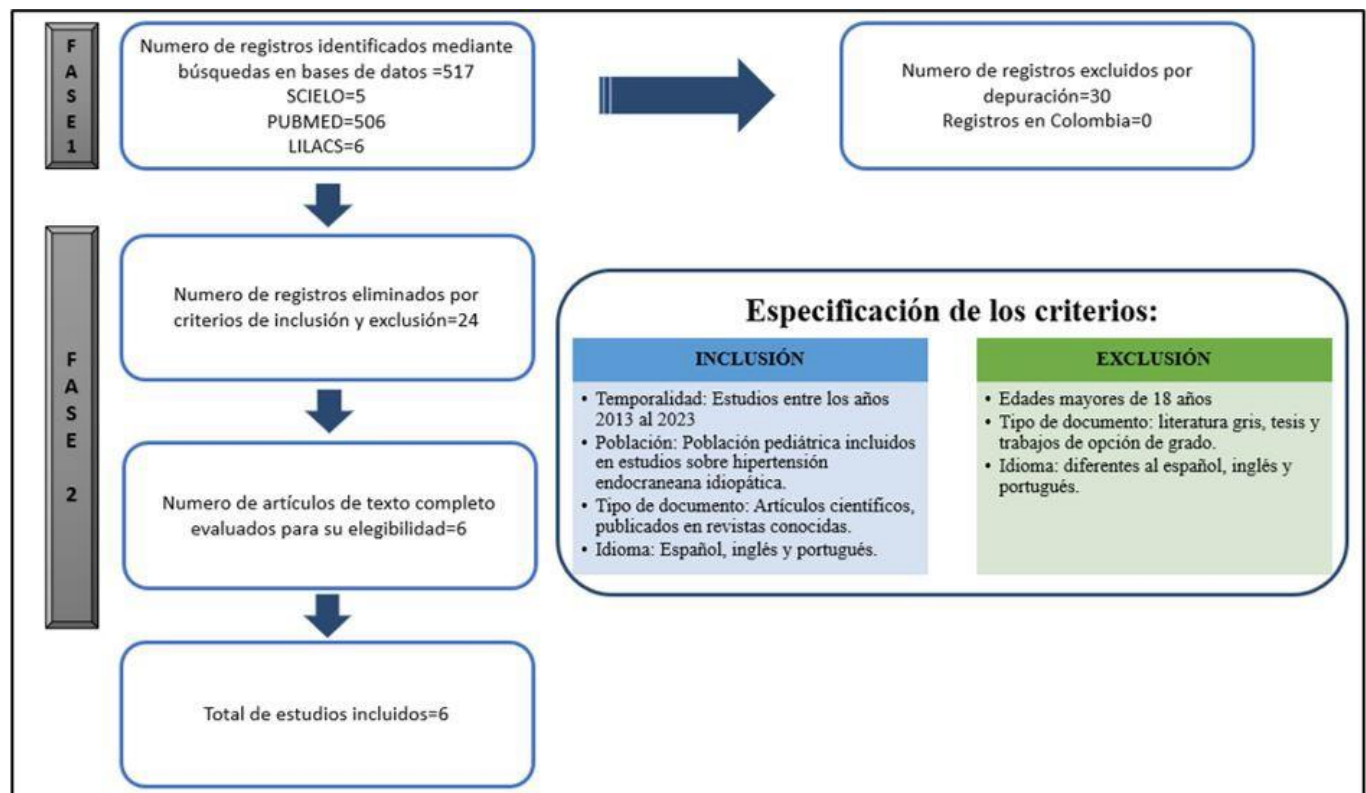 FASE 1
Numero de registros identificados mediante
búsquedas en bases de datos =517
SCIELO=5
PUBMED=506
LILACS=6
Numero de registros excluidos por
depuración=30
Registros en Colombia=0
FASE 2
Numero de registros eliminados por
criterios de inclusión y exclusión=24
Numero de artículos de texto completo
evaluados para su elegibilidad=6
Total de estudios incluidos=6
Especificación de los criterios:
INCLUSIÓN
• Temporalidad: Estudios entre los años
2013 al 2023
• Población: Población pediátrica incluidos
en estudios sobre hipertensión
endocraneana idiopática.
• Tipo de documento: Artículos científicos,
publicados en revistas conocidas.
• Idioma: Español, inglés y portugués.
EXCLUSIÓN
• Edades mayores de 18 años
• Tipo de documento: literatura gris, tesis y
trabajos de opción de grado.
• Idioma: diferentes al español, inglés y
portugués.